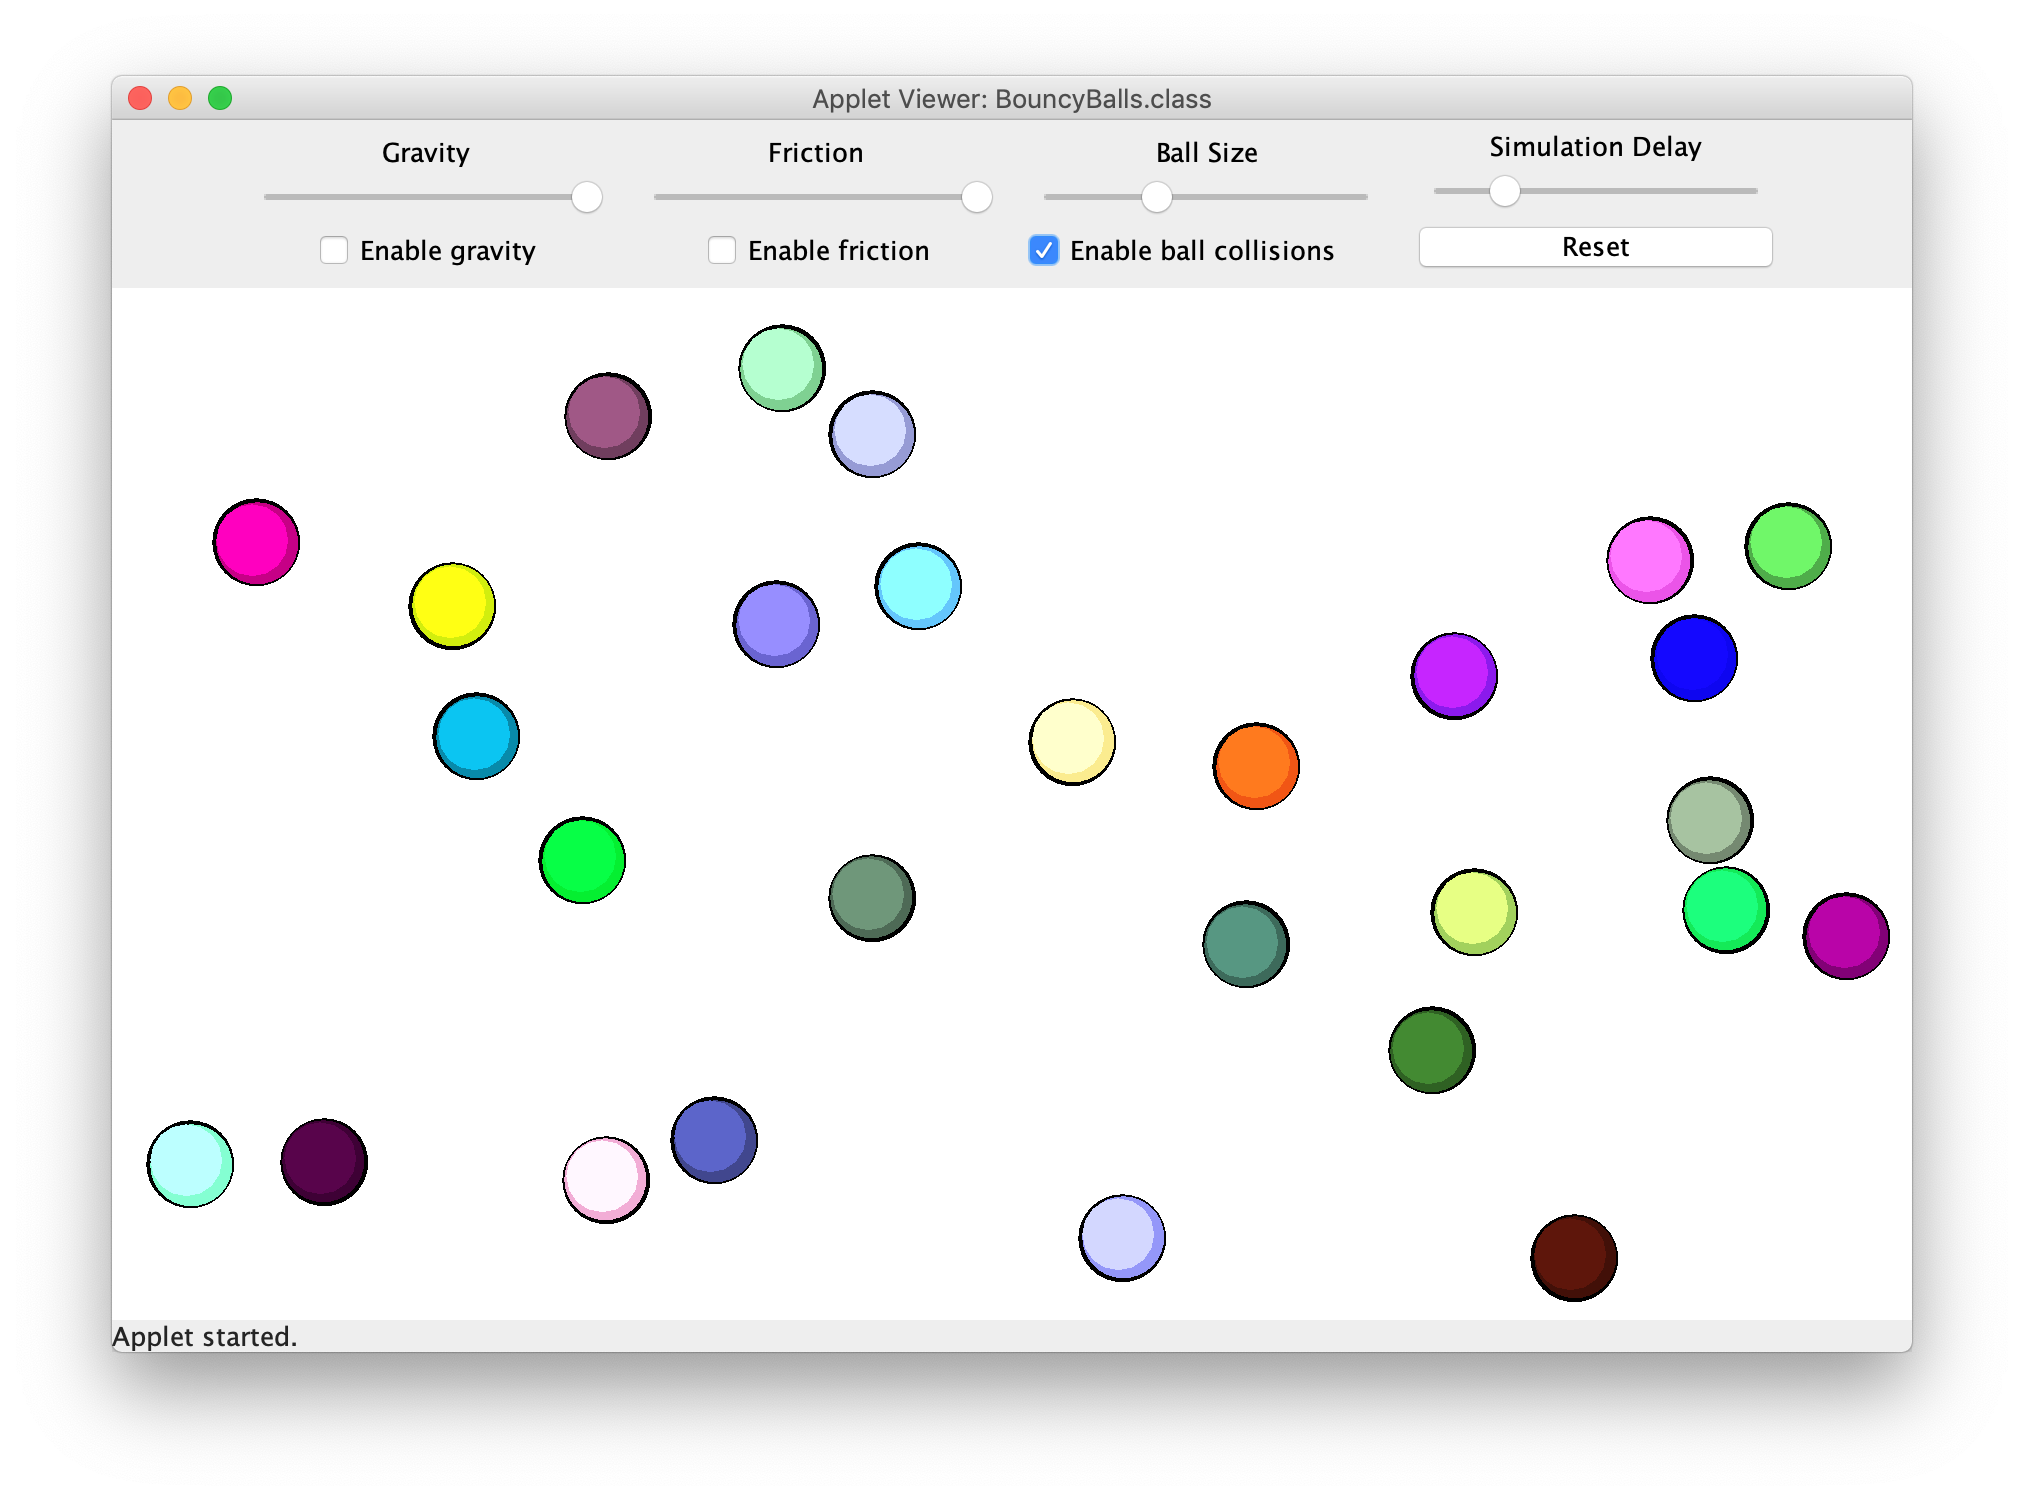 Applet Viewer: BouncyBalls.class
Gravity
Friction
Ball Size
Simulation Delay
Enable gravity
Enable friction
Enable ball collisions
Reset
Applet started.